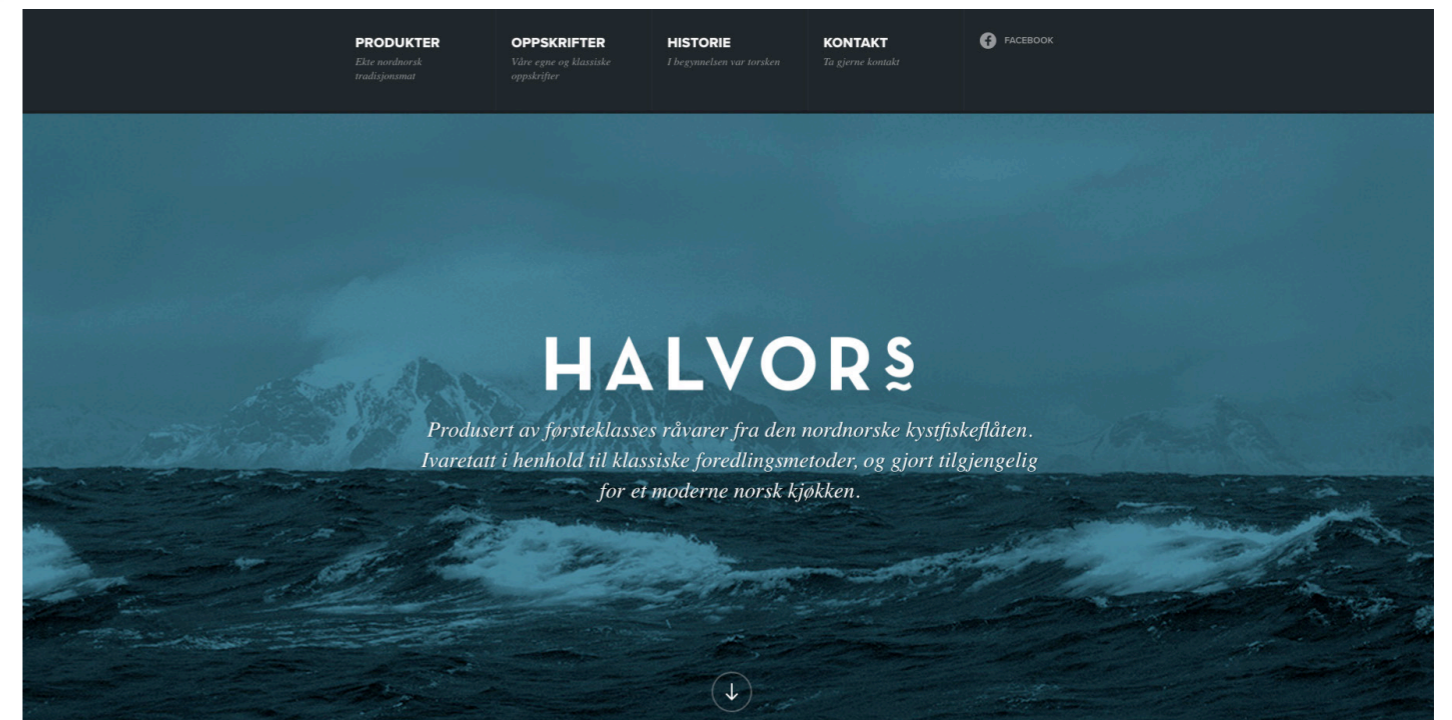 PRODUKTER
Ekte nordnorsk
tradisjonsmat
OPPSKRIFTER
Våre egne og klassiske
oppskrifter
HISTORIE
I begynnelsen var torsken
KONTAKT
Ta gjerne kontakt
FACEBOOK
HALVORS
Produsert av førsteklasses råvarer fra den nordnorske kystfiskeflåten.
Ivaretatt i henhold til klassiske foredlingsmetoder, og gjort tilgjengelig
for et moderne norsk kjøkken.